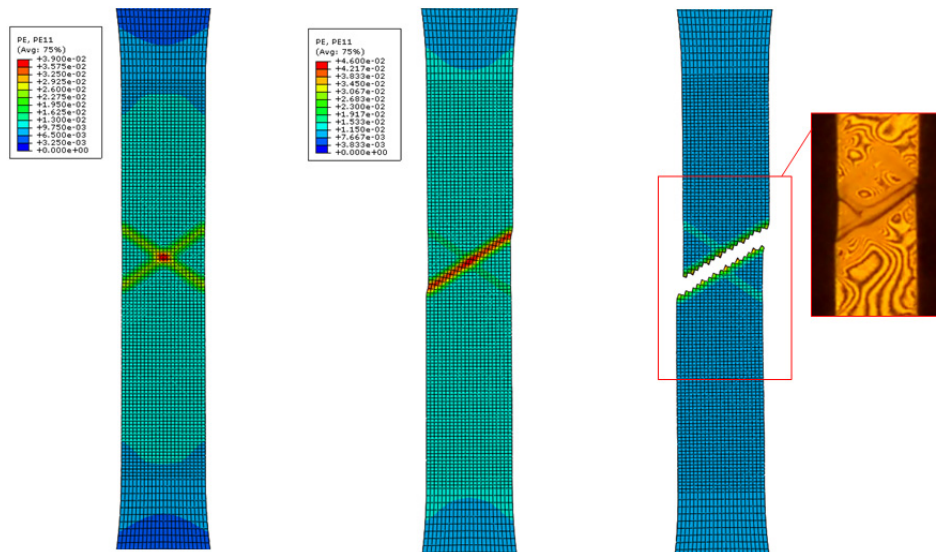 PE, PE11
(Avg: 75%)
+3.900e-02
+3.575e-02
+3.250e-02
+2.925e-02
+2.600e-02
+2.275e-02
+1.950e-02
+1.625e-02
+1.300e-02
+9.750e-03
+6.500e-03
+3.250e-03
+0.000e+00
PE, PE11
(Avg: 75%)
+4.600e-02
+4.217e-02
+3.833e-02
+3.450e-02
+3.067e-02
+2.683e-02
+2.300e-02
+1.917e-02
+1.533e-02
+1.150e-02
+7.667e-03
+3.833e-03
+0.000e+00